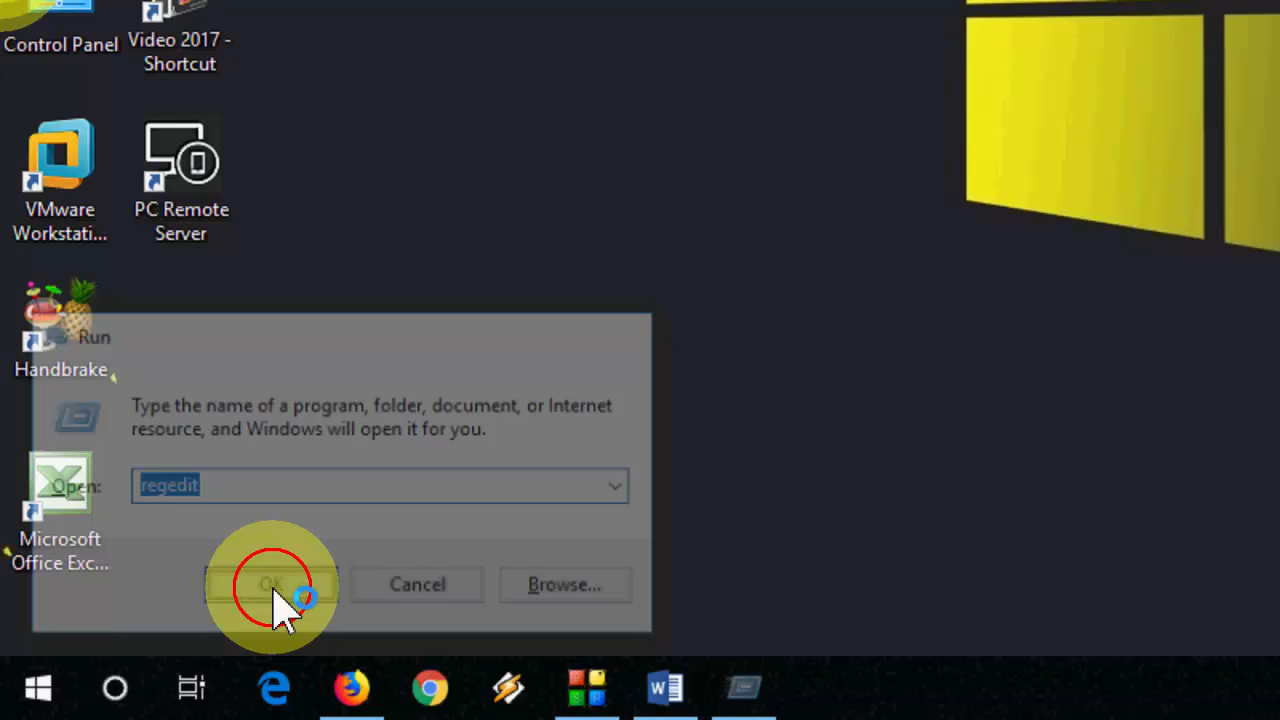 Control Panel
Video 2017 -
Shortcut
VMware
Workstati...
PC Remote
Server
Handbrake
Microsoft
Office Exc...
Run
Type the name of a program, folder, document, or Internet
resource, and Windows will open it for you.
Open:
regedit
OK
Cancel
Browse...